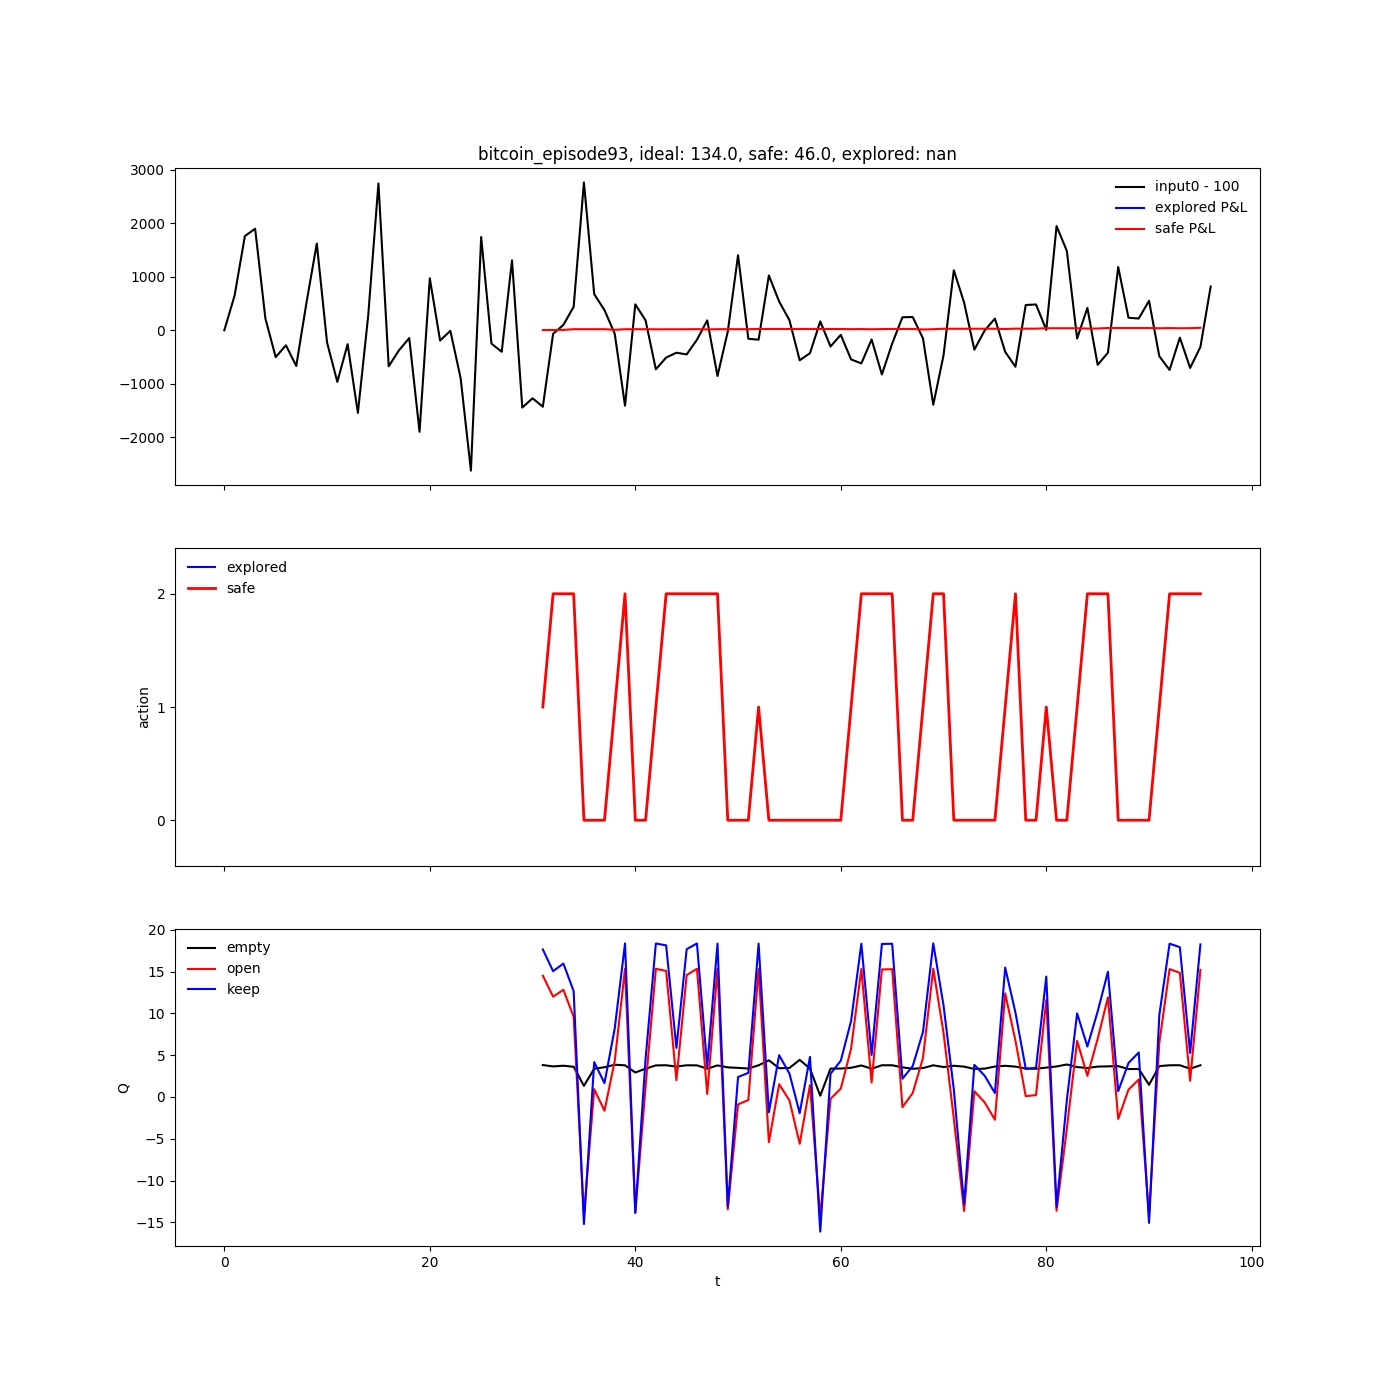 bitcoin_episode93, ideal: 134.0, safe: 46.0, explored: nan
3000
2000
1000
0
−1000
−2000
input0 - 100
explored P&L
safe P&L
explored
safe
2
1
0
action
empty
open
keep
20
15
10
5
0
−5
−10
−15
Q
0 20 40 60 80 100
t